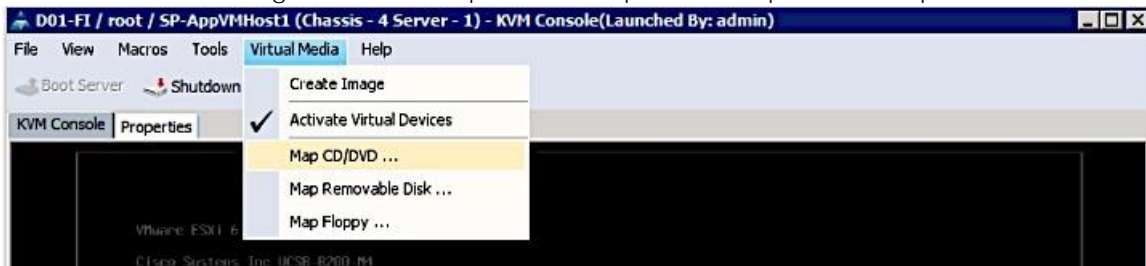 D01-FI / root / SP-AppVMHost1 (Chassis - 4 Server - 1) - KVM Console(Launched By: admin)
File View Macros Tools Virtual Media Help
Boot Server Shutdown
Create Image
KVM Console Properties
Activate Virtual Devices
Map CD/DVD ...
Map Removable Disk ...
Map Floppy ...
VMware ESXi 6
Cisco Systems Inc UCSB-B200-M4